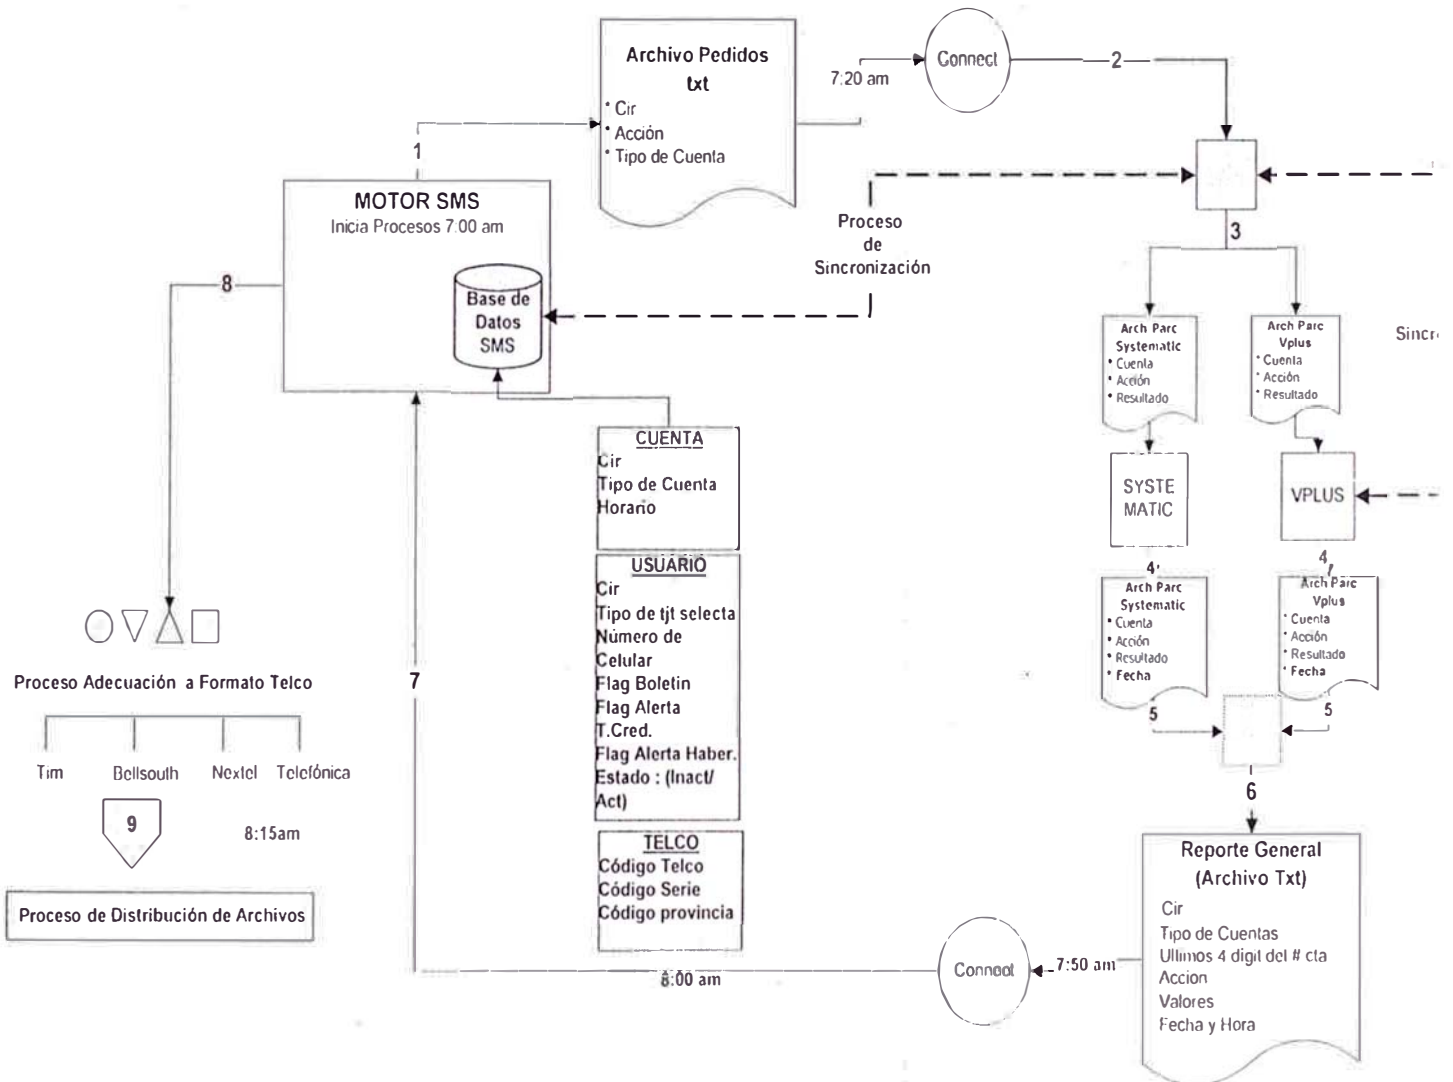 Archivo Pedidos
txt
* Cir
* Acción
* Tipo de Cuenta
7:20 am
Connect
2
1
MOTOR SMS
Inicia Procesos 7:00 am
Base de
Datos
SMS
8
Proceso
de
Sincronización
3
Arch Parc
Systematic
* Cuenta
* Acción
* Resultado
Arch Parc
Vplus
* Cuenta
* Acción
* Resultado
SYSTE
MATIC
VPLUS
4
Arch Parc
Systematic
* Cuenta
* Acción
* Resultado
* Fecha
4
Arch Parc
Vplus
* Cuenta
* Acción
* Resultado
* Fecha
5
5
6
Reporte General
(Archivo Txt)
Cir
Tipo de Cuentas
Ultimos 4 digit del # cta
Accion
Valores
Fecha y Hora
7:50 am
Connect
8:00 am
7
CUENTA
Cir
Tipo de Cuenta
Horario
USUARIO
Cir
Tipo de tjt selecta
Número de
Celular
Flag Boletin
Flag Alerta
T.Cred.
Flag Alerta Haber.
Estado : (Inact/
Act)
TELCO
Código Telco
Código Serie
Código provincia
Proceso Adecuación a Formato Telco
Tim
Bellsouth
Nextel
Telefónica
9
8:15am
Proceso de Distribución de Archivos